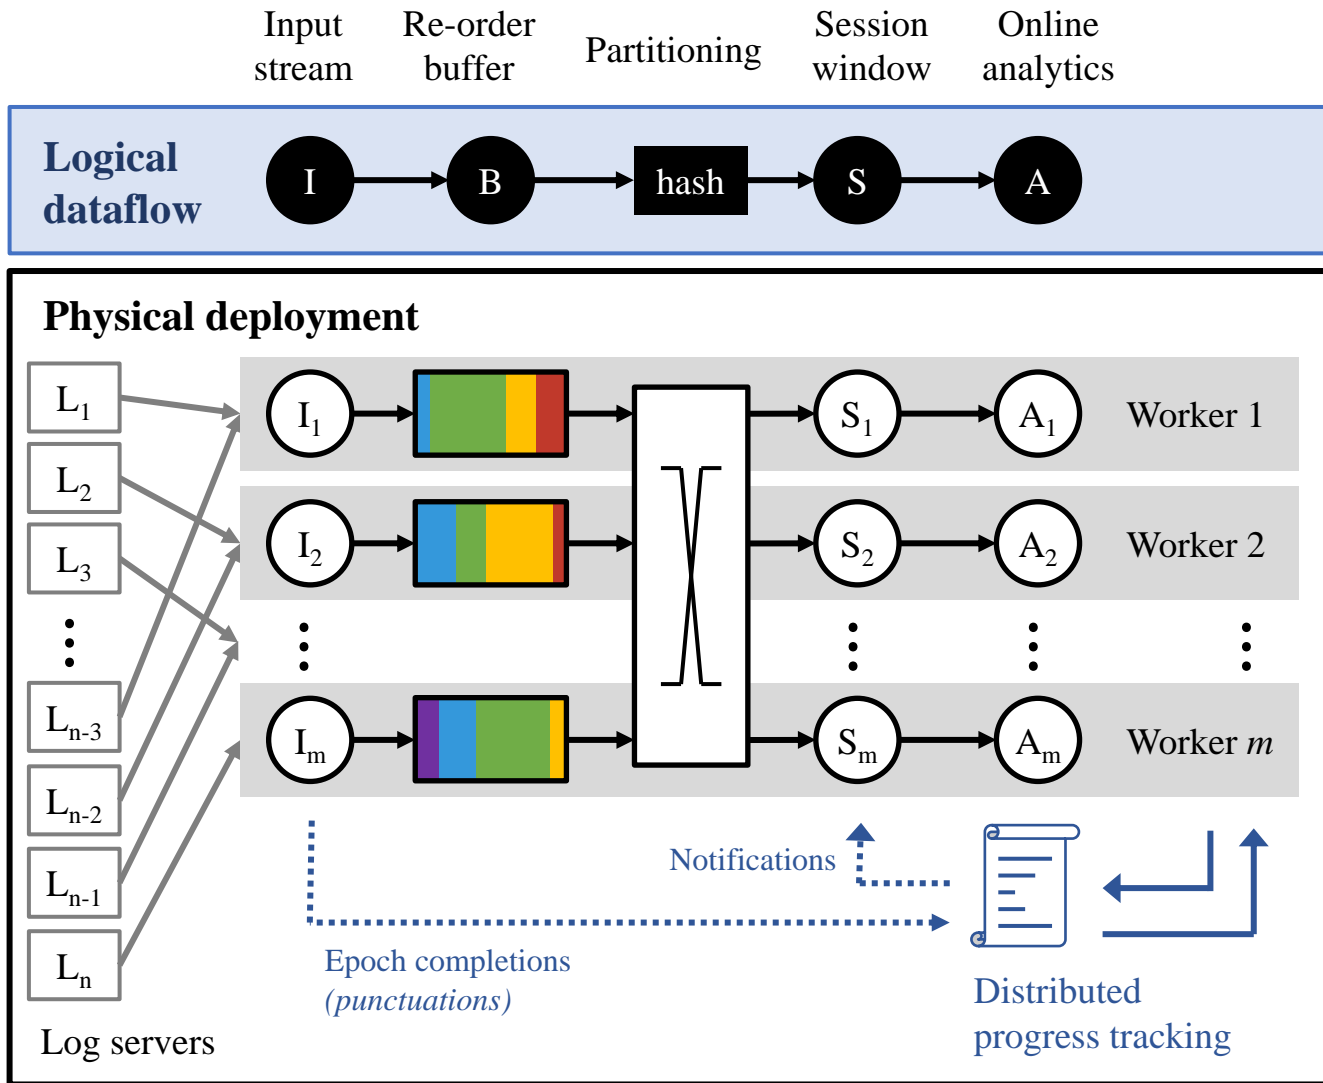 Input
stream
Re-order
buffer
Partitioning
Session
window
Online
analytics
Logical
dataflow
I
B
hash
S
A
Physical deployment
L1
L2
L3
Ln-3
Ln-2
Ln-1
Ln
Log servers
I1
S1
A1
Worker 1
I2
S2
A2
Worker 2
Im
Sm
Am
Worker m
Notifications
Epoch completions
(punctuations)
Distributed
progress tracking